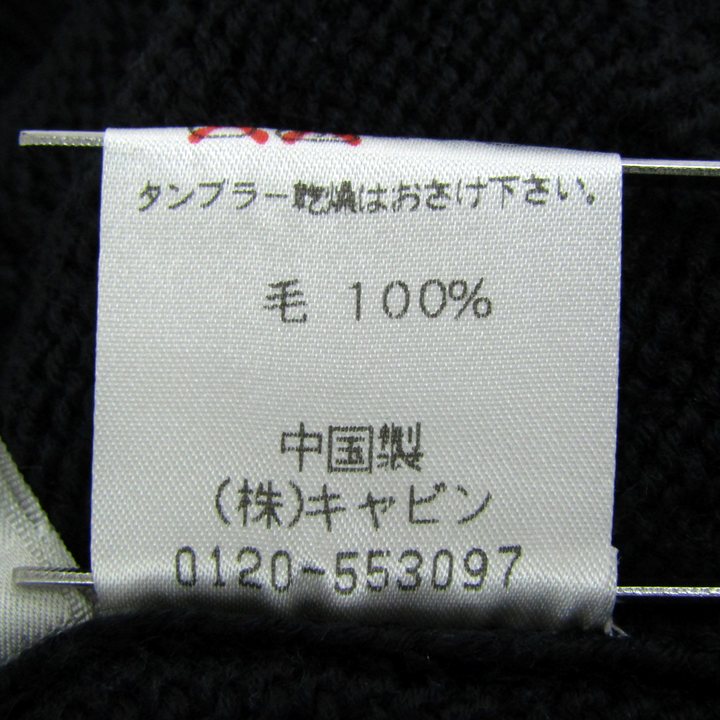 タンブラー乾燥はおさけ下さい。
毛 100%
中国製
(株)キャビン
0120-553097